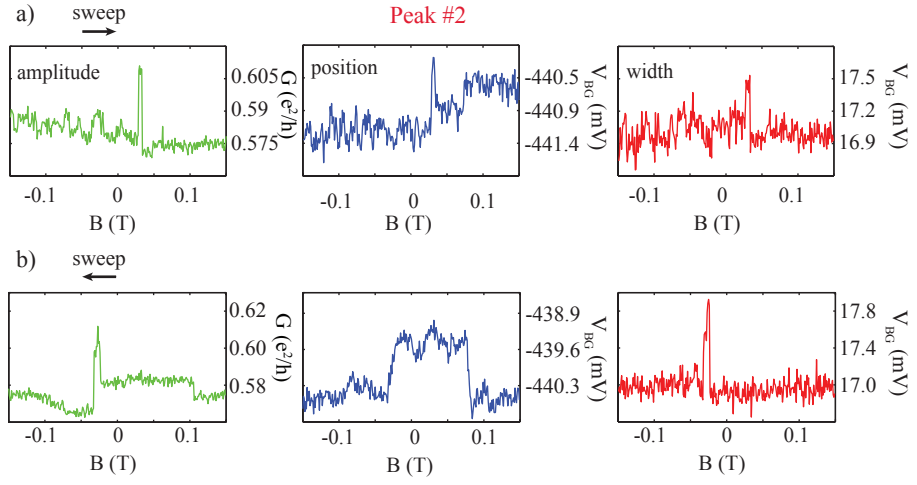 a) sweep Peak #2
amplitude 0.605 0.59 0.575 G (e²/h)
-0.1 0 0.1
B (T)
position -440.5 -440.9 -441.4 V_BG (mV)
-0.1 0 0.1
B (T)
width 17.5 17.2 16.9 V_BG (mV)
-0.1 0 0.1
B (T)
b) sweep
0.62 0.60 0.58 G (e²/h)
-0.1 0 0.1
B (T)
-438.9 -439.6 -440.3 V_BG (mV)
-0.1 0 0.1
B (T)
17.8 17.4 17.0 V_BG (mV)
-0.1 0 0.1
B (T)